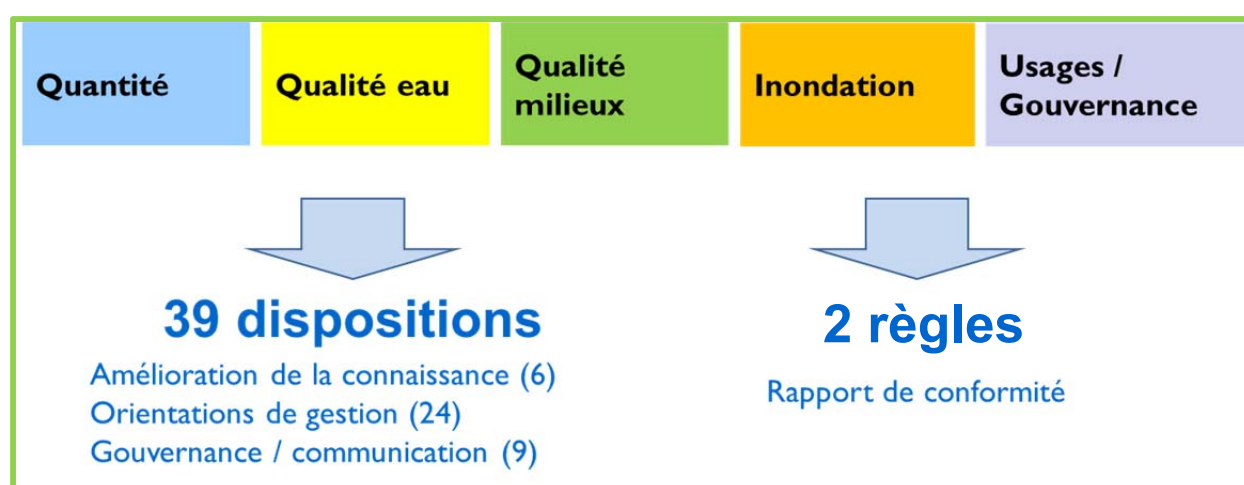 Quantité
Qualité eau
Qualité
milieux
Inondation
Usages /
Gouvernance
39 dispositions
Amélioration de la connaissance (6)
Orientations de gestion (24)
Gouvernance / communication (9)
2 règles
Rapport de conformité